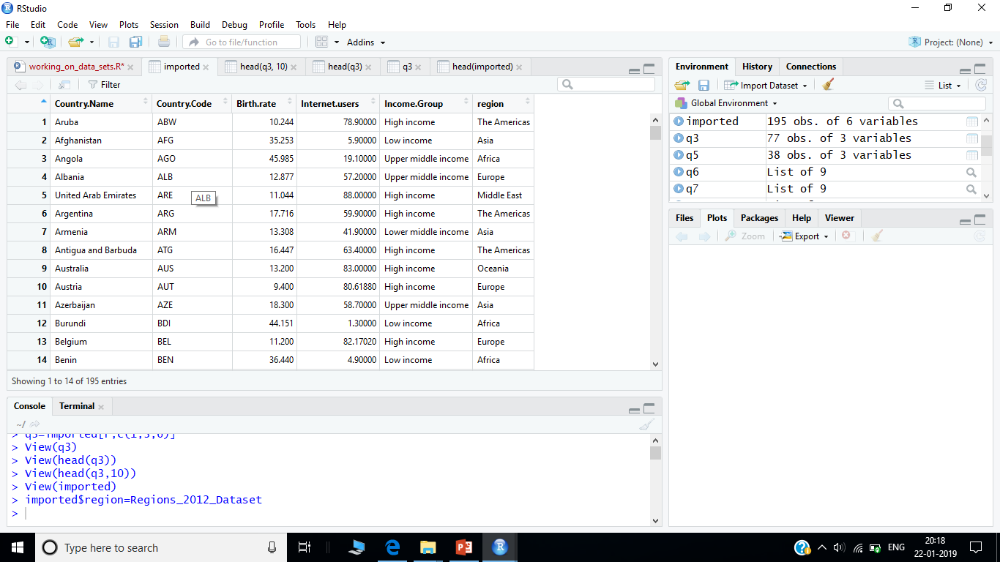 RStudio
File Edit Code View Plots Session Build Debug Profile Tools Help
Go to file/function Addins Project: (None)
working_on_data_sets.R* imported head(q3, 10) head(q3) q3 head(imported)
Filter
Country.Name Country.Code Birth.rate Internet.users Income.Group region
1 Aruba ABW 10.244 78.90000 High income The Americas
2 Afghanistan AFG 35.253 5.90000 Low income Asia
3 Angola AGO 45.985 19.10000 Upper middle income Africa
4 Albania ALB 12.877 57.20000 Upper middle income Europe
5 United Arab Emirates ARE 11.044 88.00000 High income Middle East
ALB
6 Argentina ARG 17.716 59.90000 High income The Americas
7 Armenia ARM 13.308 41.90000 Lower middle income Asia
8 Antigua and Barbuda ATG 16.447 63.40000 High income The Americas
9 Australia AUS 13.200 83.00000 High income Oceania
10 Austria AUT 9.400 80.61880 High income Europe
11 Azerbaijan AZE 18.300 58.70000 Upper middle income Asia
12 Burundi BDI 44.151 1.30000 Low income Africa
13 Belgium BEL 11.200 82.17020 High income Europe
14 Benin BEN 36.440 4.90000 Low income Africa
Showing 1 to 14 of 195 entries
Console Terminal
~/
> q3=imported[r,c(1,3,6)]
> View(q3)
> View(head(q3))
> View(head(q3,10))
> View(imported)
> imported$region=Regions_2012_Dataset
>
Environment History Connections
Import Dataset List
Global Environment
imported 195 obs. of 6 variables
q3 77 obs. of 3 variables
q5 38 obs. of 3 variables
q6 List of 9
q7 List of 9
Files Plots Packages Help Viewer
Zoom Export
Type here to search
ENG
20:18
22-01-2019